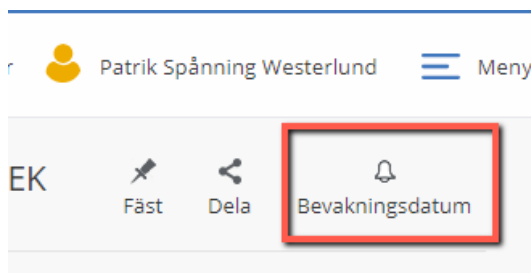 r Patrik Spånning Westerlund Meny
EK
Fäst Dela Bevakningsdatum